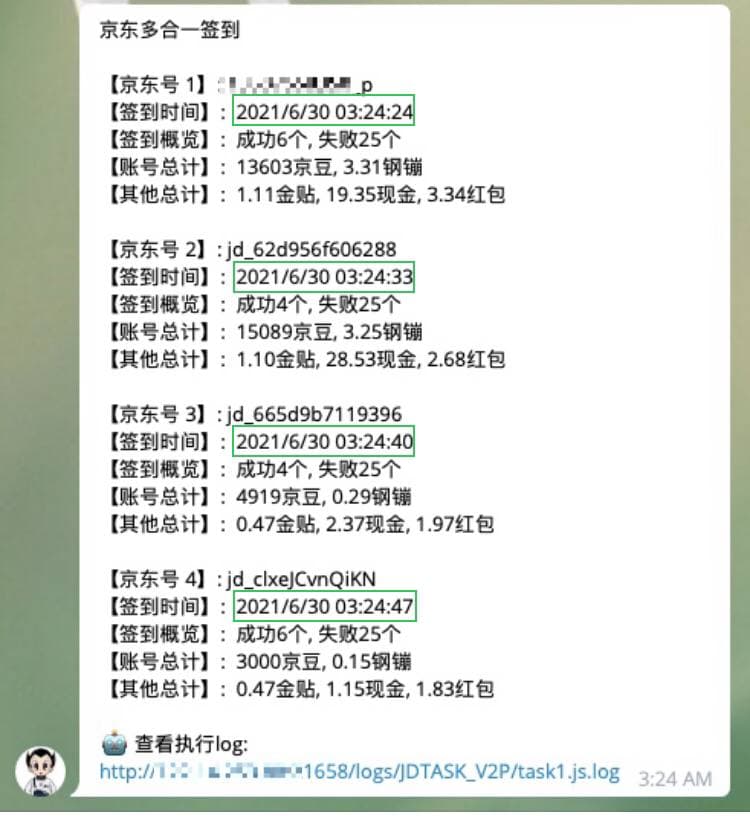 京东多合一签到
【京东号 1】: _p
【签到时间】: 2021/6/30 03:24:24
【签到概览】: 成功6个, 失败25个
【账号总计】: 13603京豆, 3.31钢镚
【其他总计】: 1.11金贴, 19.35现金, 3.34红包
【京东号 2】: jd_62d956f606288
【签到时间】: 2021/6/30 03:24:33
【签到概览】: 成功4个, 失败25个
【账号总计】: 15089京豆, 3.25钢镚
【其他总计】: 1.10金贴, 28.53现金, 2.68红包
【京东号 3】: jd_665d9b7119396
【签到时间】: 2021/6/30 03:24:40
【签到概览】: 成功4个, 失败25个
【账号总计】: 4919京豆, 0.29钢镚
【其他总计】: 0.47金贴, 2.37现金, 1.97红包
【京东号 4】: jd_clxeJCvnQiKN
【签到时间】: 2021/6/30 03:24:47
【签到概览】: 成功6个, 失败25个
【账号总计】: 3000京豆, 0.15钢镚
【其他总计】: 0.47金贴, 1.15现金, 1.83红包
查看执行log:
http://1658/logs/JDTASK_V2P/task1.js.log 3:24 AM